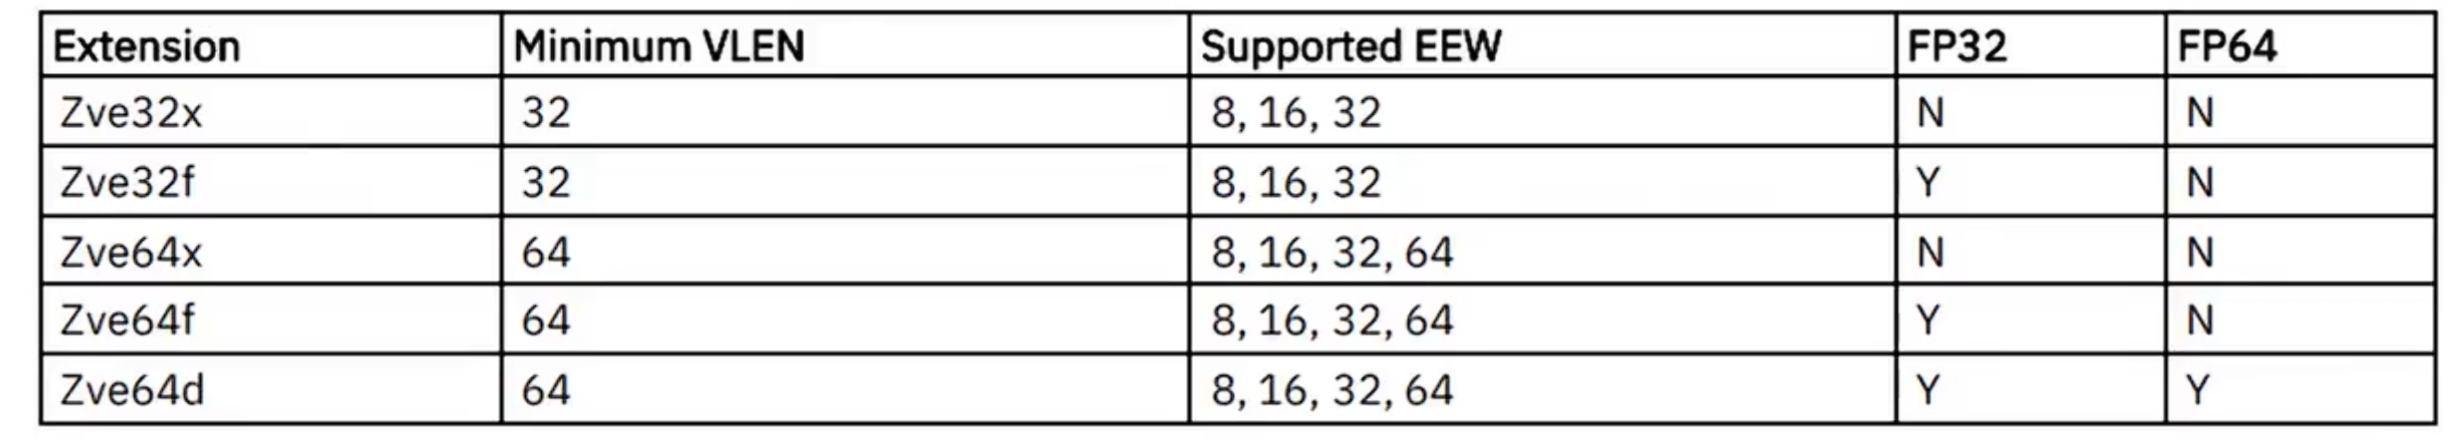 Extension Minimum VLEN Supported EEW FP32 FP64
Zve32x 32 8, 16, 32 N N
Zve32f 32 8, 16, 32 Y N
Zve64x 64 8, 16, 32, 64 N N
Zve64f 64 8, 16, 32, 64 Y N
Zve64d 64 8, 16, 32, 64 Y Y